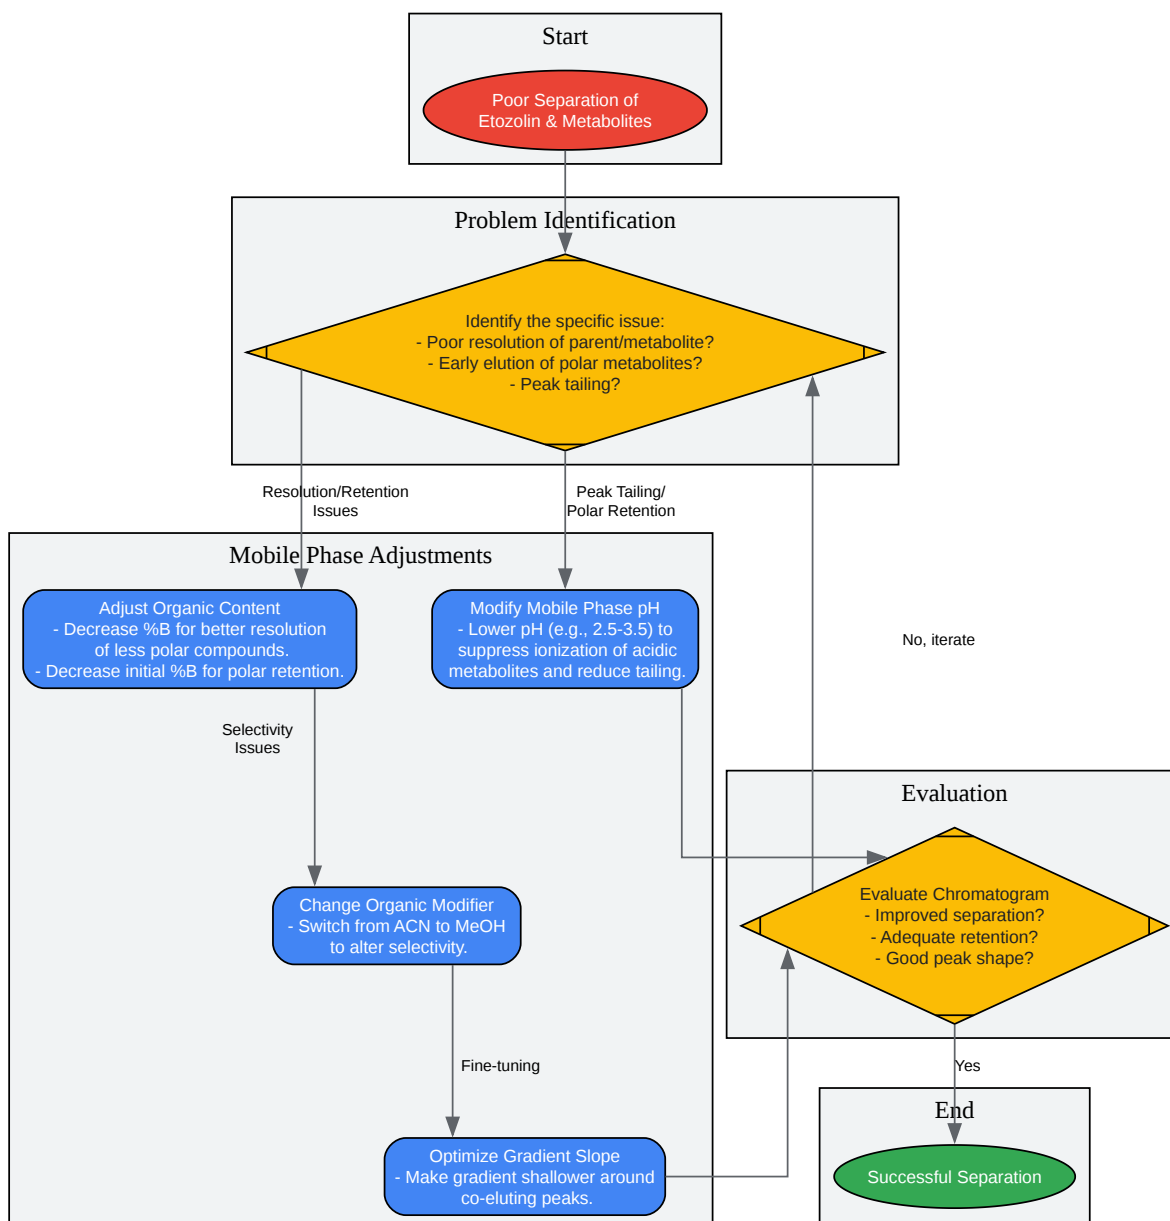 Start
Poor Separation of
Etozolin & Metabolites
Problem Identification
Identify the specific issue:
- Poor resolution of parent/metabolite?
- Early elution of polar metabolites?
- Peak tailing?
Resolution/Retention
Issues
Peak Tailing/
Polar Retention
Mobile Phase Adjustments
Adjust Organic Content
- Decrease %B for better resolution
of less polar compounds.
- Decrease initial %B for polar retention.
Modify Mobile Phase pH
- Lower pH (e.g., 2.5-3.5) to
suppress ionization of acidic
metabolites and reduce tailing.
No, iterate
Selectivity
Issues
Evaluation
Change Organic Modifier
- Switch from ACN to MeOH
to alter selectivity.
Evaluate Chromatogram
- Improved separation?
- Adequate retention?
- Good peak shape?
Fine-tuning
Yes
End
Optimize Gradient Slope
- Make gradient shallower around
co-eluting peaks.
Successful Separation